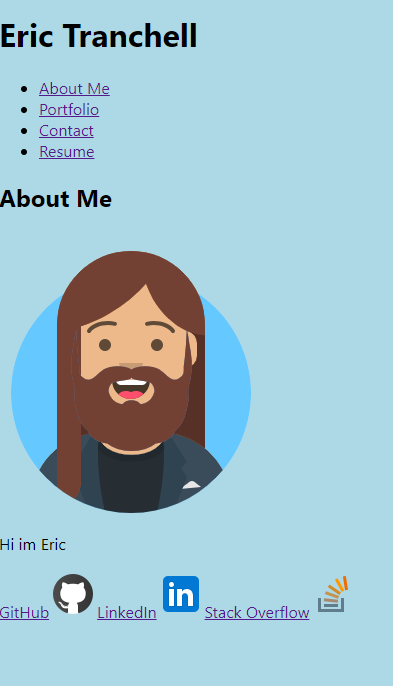 Eric Tranchell
About Me
Portfolio
Contact
Resume
About Me
Hi im Eric
GitHub LinkedIn in Stack Overflow